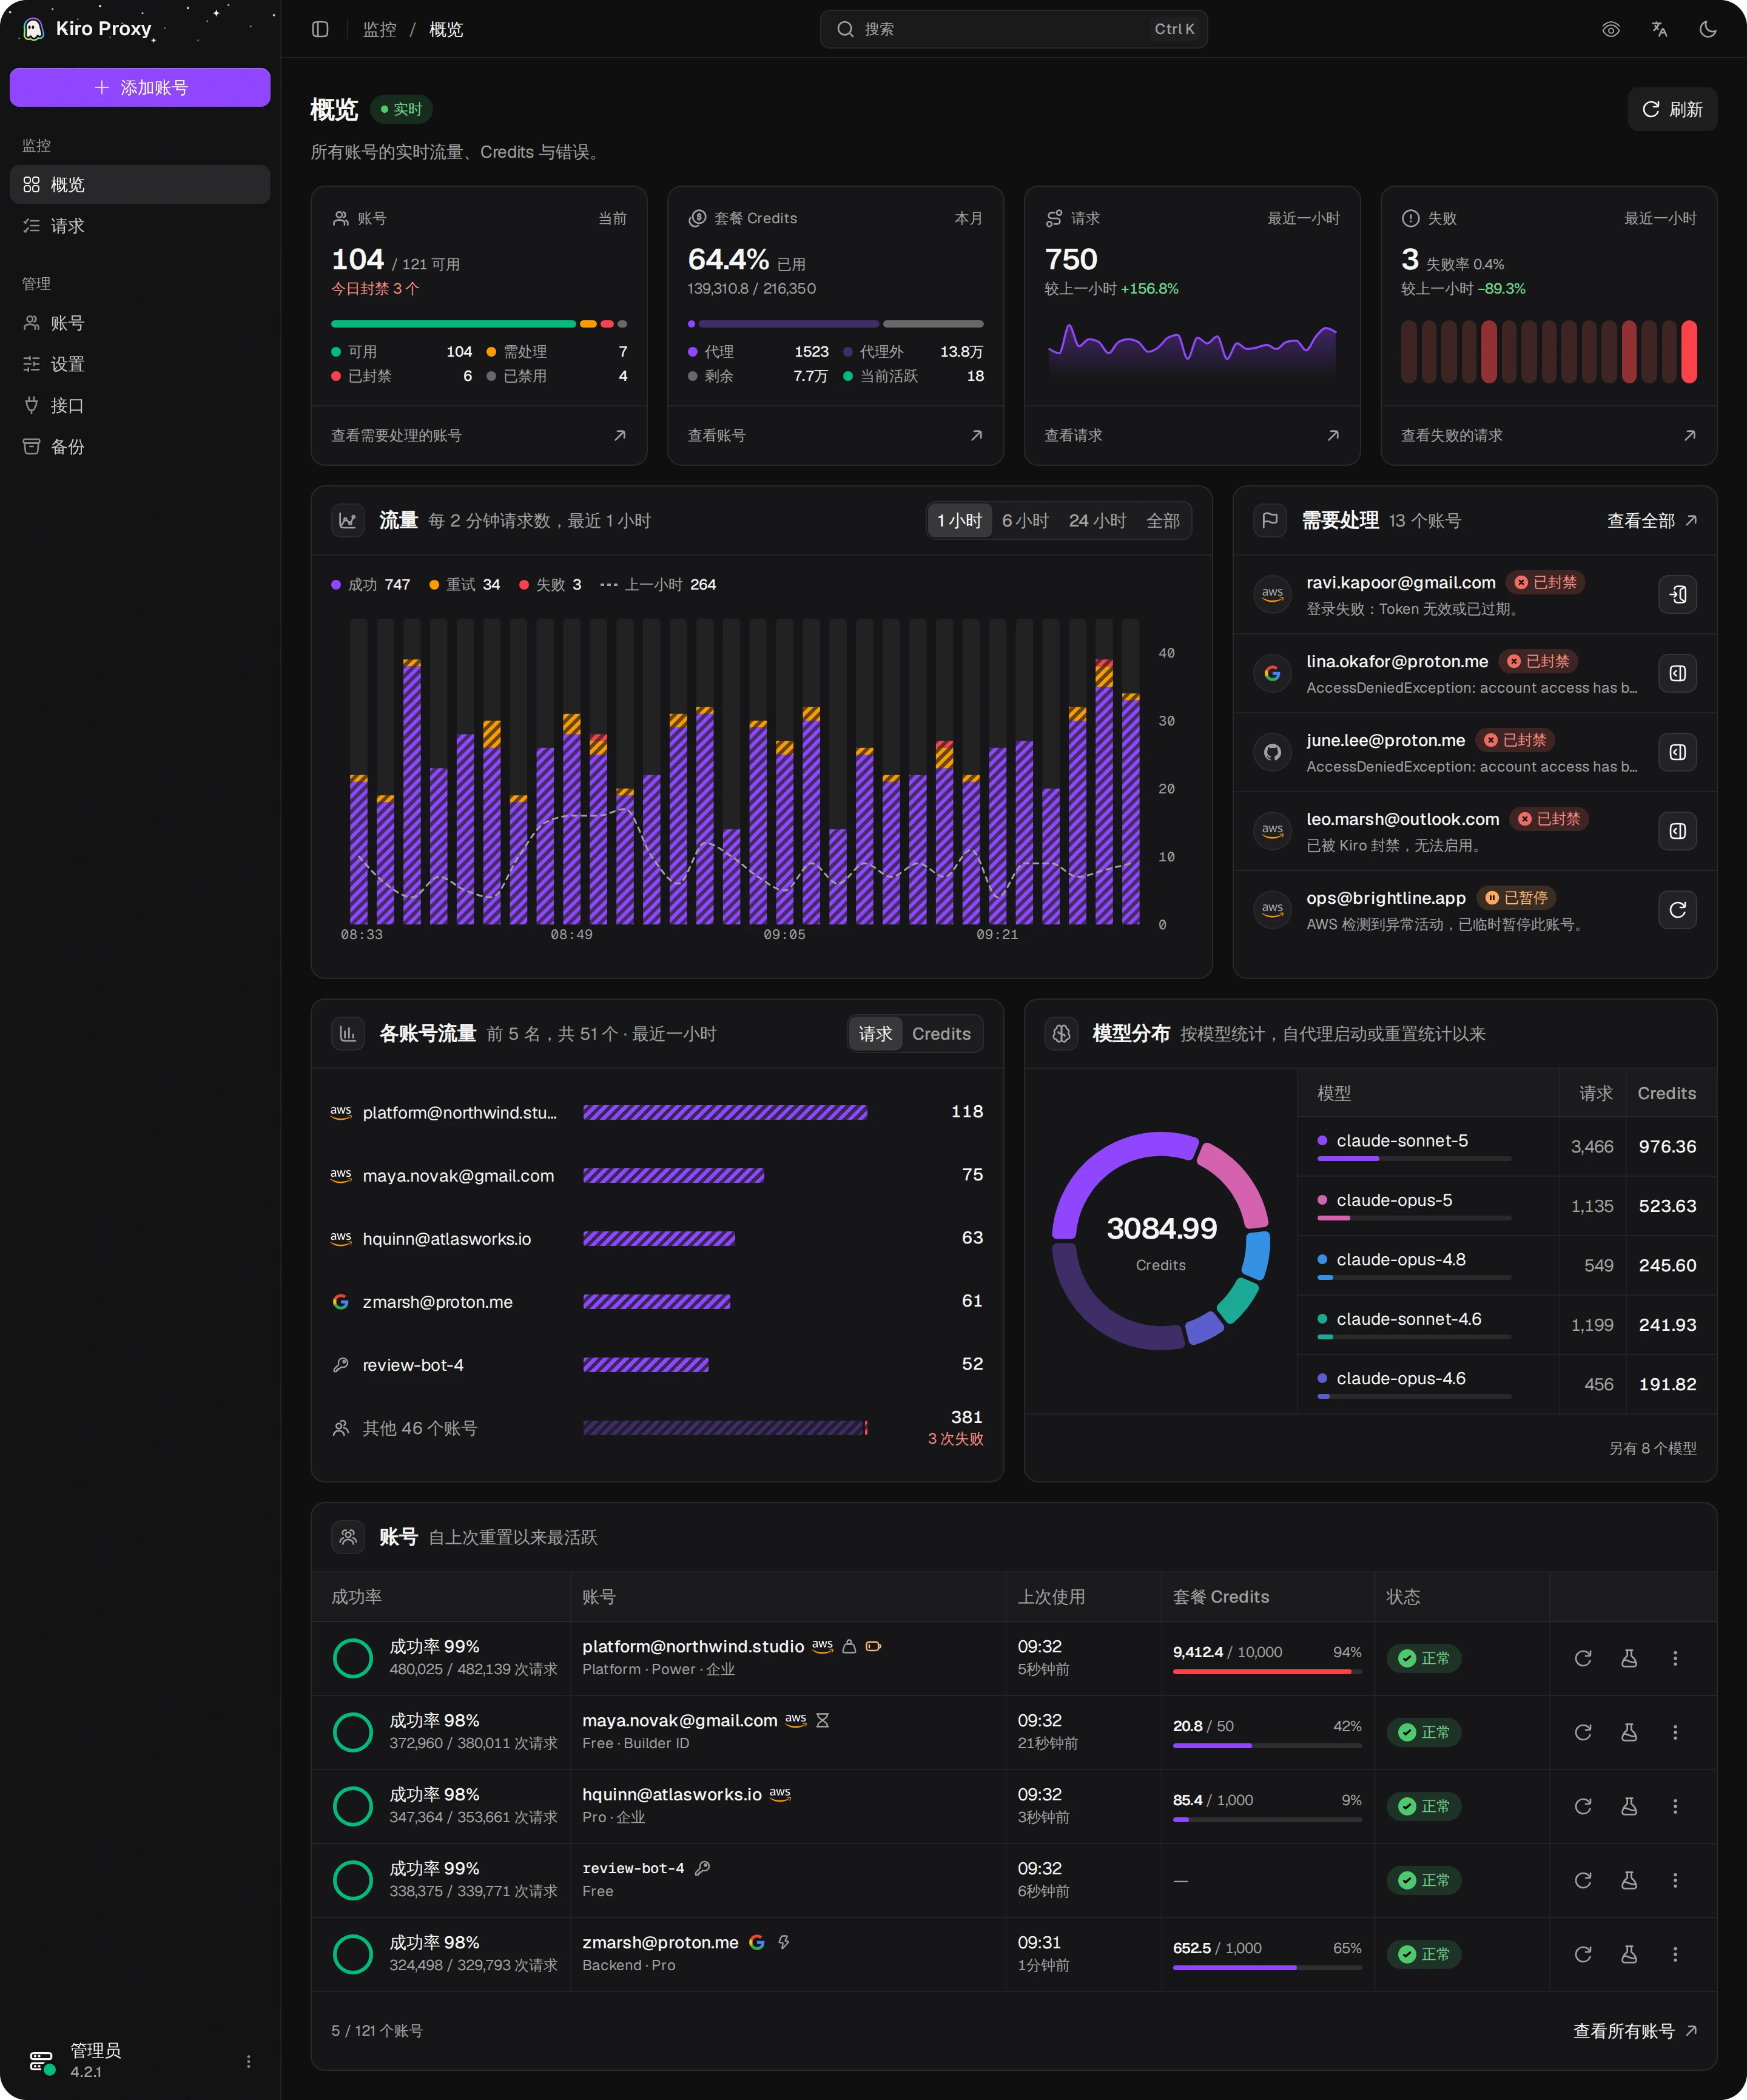 Kiro Proxy
添加账号
监控
概览
请求
管理
账号
设置
接口
备份
管理员
4.2.1
监控 / 概览
搜索 Ctrl K
概览 实时
刷新
所有账号的实时流量、Credits 与错误。
账号 当前
104 / 121 可用
今日封禁 3 个
可用 104 需处理 7
已封禁 6 已禁用 4
查看需要处理的账号
套餐 Credits 本月
64.4% 已用
139,310.8 / 216,350
代理 1523 代理外 13.8万
剩余 7.7万 当前活跃 18
查看账号
请求 最近一小时
750
较上一小时 +156.8%
查看请求
失败 最近一小时
3 失败率 0.4%
较上一小时 -89.3%
查看失败的请求
流量 每 2 分钟请求数，最近 1 小时
1 小时 6 小时 24 小时 全部
成功 747 重试 34 失败 3 上一小时 264
40
30
20
10
0
08:33 08:49 09:05 09:21
需要处理 13 个账号 查看全部
aws ravi.kapoor@gmail.com 已封禁
登录失败：Token 无效或已过期。
lina.okafor@proton.me 已封禁
AccessDeniedException: account access has b...
june.lee@proton.me 已封禁
AccessDeniedException: account access has b...
aws leo.marsh@outlook.com 已封禁
已被 Kiro 封禁，无法启用。
aws ops@brightline.app 已暂停
AWS 检测到异常活动，已临时暂停此账号。
各账号流量 前 5 名，共 51 个 · 最近一小时
请求 Credits
aws platform@northwind.stu... 118
aws maya.novak@gmail.com 75
aws hquinn@atlasworks.io 63
zmarsh@proton.me 61
review-bot-4 52
其他 46 个账号 381
3 次失败
模型分布 按模型统计，自代理启动或重置统计以来
3084.99
Credits
模型 请求 Credits
claude-sonnet-5 3,466 976.36
claude-opus-5 1,135 523.63
claude-opus-4.8 549 245.60
claude-sonnet-4.6 1,199 241.93
claude-opus-4.6 456 191.82
另有 8 个模型
账号 自上次重置以来最活跃
成功率 账号 上次使用 套餐 Credits 状态
成功率 99% platform@northwind.studio aws 09:32 9,412.4 / 10,000 94% 正常
480,025 / 482,139 次请求 Platform · Power · 企业 5秒钟前
成功率 98% maya.novak@gmail.com aws 09:32 20.8 / 50 42% 正常
372,960 / 380,011 次请求 Free · Builder ID 21秒钟前
成功率 98% hquinn@atlasworks.io aws 09:32 85.4 / 1,000 9% 正常
347,364 / 353,661 次请求 Pro · 企业 3秒钟前
成功率 99% review-bot-4 09:32 — 正常
338,375 / 339,771 次请求 Free 6秒钟前
成功率 98% zmarsh@proton.me 09:31 652.5 / 1,000 65% 正常
324,498 / 329,793 次请求 Backend · Pro 1分钟前
5 / 121 个账号 查看所有账号